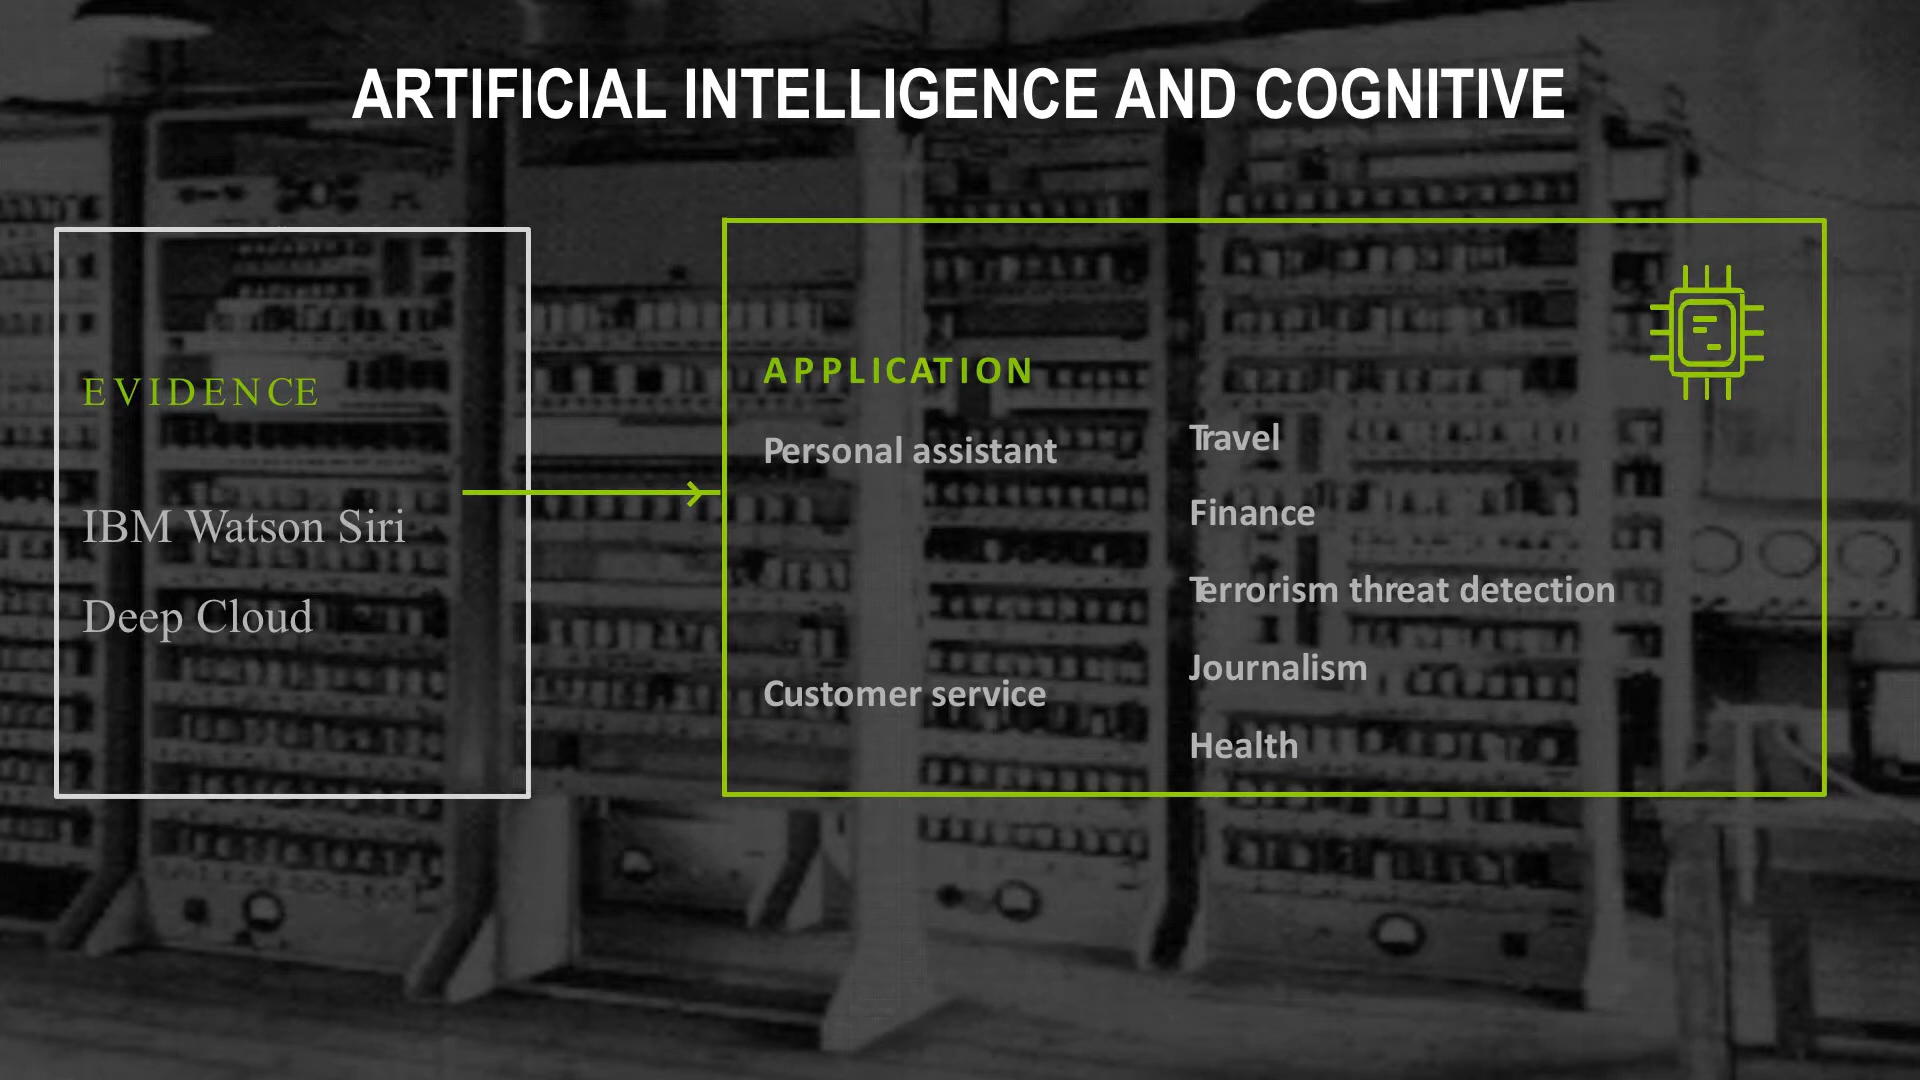 ARTIFICIAL INTELLIGENCE AND COGNITIVE
EVIDENCE
IBM Watson Siri
Deep Cloud
APPLICATION
Personal assistant
Customer service
Travel
Finance
Terrorism threat detection
Journalism
Health